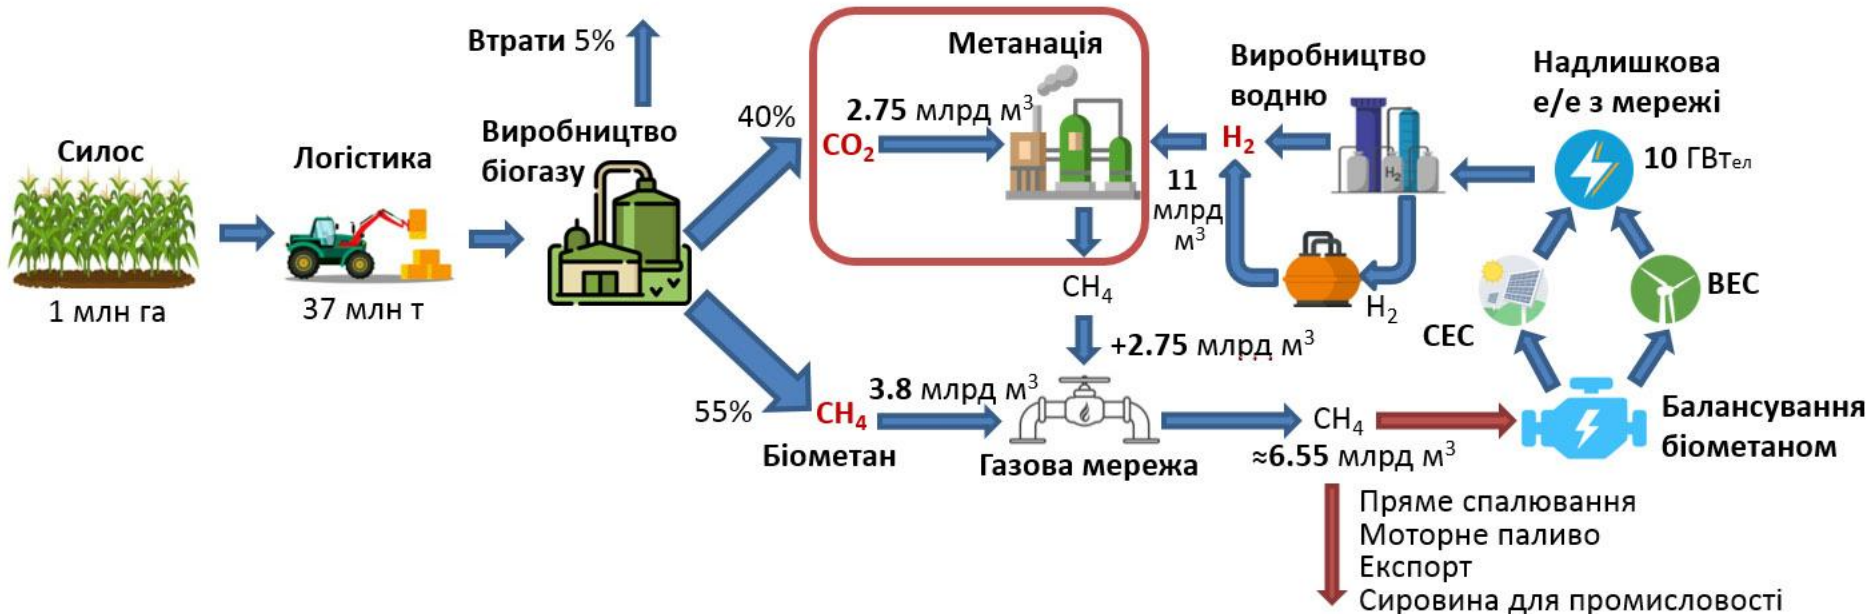 Втрати 5%
Силос
1 млн га
Логістика
37 млн т
Виробництво
біогазу
40%
55%
Метанація
2.75 млрд м³
CO₂
CH₄
+2.75 млрд м³
Виробництво
водню
H₂
11
млрд
м³
H₂
H₂
Надлишкова
е/е з мережі
10 ГВтел
СЕС
ВЕС
Балансування
біометаном
CH₄
Біометан
3.8 млрд м³
Газова мережа
CH₄
≈6.55 млрд м³
Пряме спалювання
Моторне паливо
Експорт
Сировина для промисловості